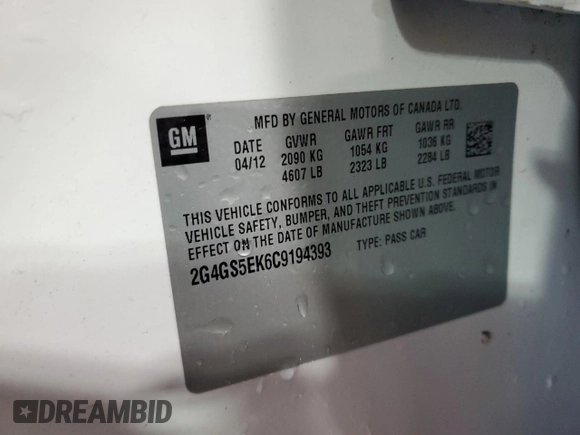 MFD BY GENERAL MOTORS OF CANADA LTD.
GM
DATE GVWR GAWR FRT GAWR RR
04/12 2090 KG 1054 KG 1036 KG
4607 LB 2323 LB 2284 LB
THIS VEHICLE CONFORMS TO ALL APPLICABLE U.S. FEDERAL MOTOR
VEHICLE SAFETY, BUMPER, AND THEFT PREVENTION STANDARDS IN
EFFECT ON THE DATE OF MANUFACTURE SHOWN ABOVE.
2G4GS5EK6C9194393 TYPE: PASS CAR
DREAMBID